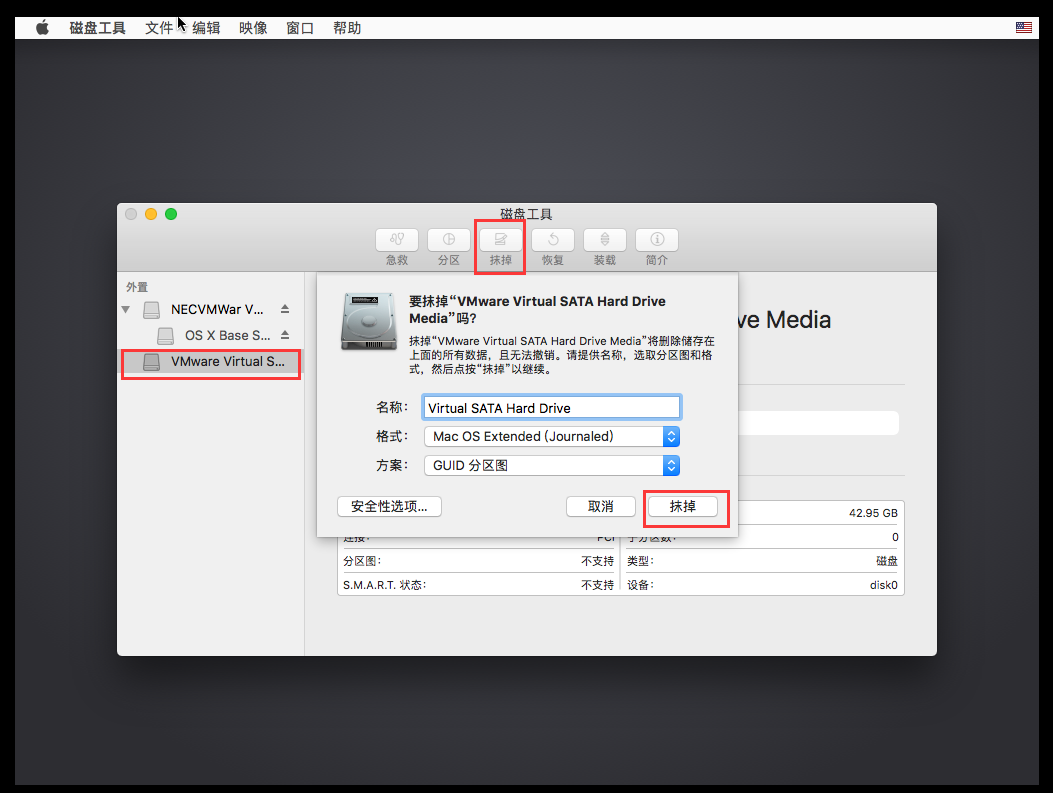 磁盘工具 文件 编辑 映像 窗口 帮助
磁盘工具
急救 分区 抹掉 恢复 装载 简介
外置
NECVMWar V...
OS X Base S...
VMware Virtual S...
要抹掉“VMware Virtual SATA Hard Drive
Media”吗?
抹掉“VMware Virtual SATA Hard Drive Media”将删除储存在
上面的所有数据，且无法撤销。请提供名称，选取分区图和格
式，然后点按“抹掉”以继续。
名称： Virtual SATA Hard Drive
格式： Mac OS Extended (Journaled)
方案： GUID 分区图
安全性选项... 取消 抹掉
ve Media
42.95 GB
连接： PCI 子分区数： 0
分区图： 不支持 类型： 磁盘
S.M.A.R.T. 状态： 不支持 设备： disk0